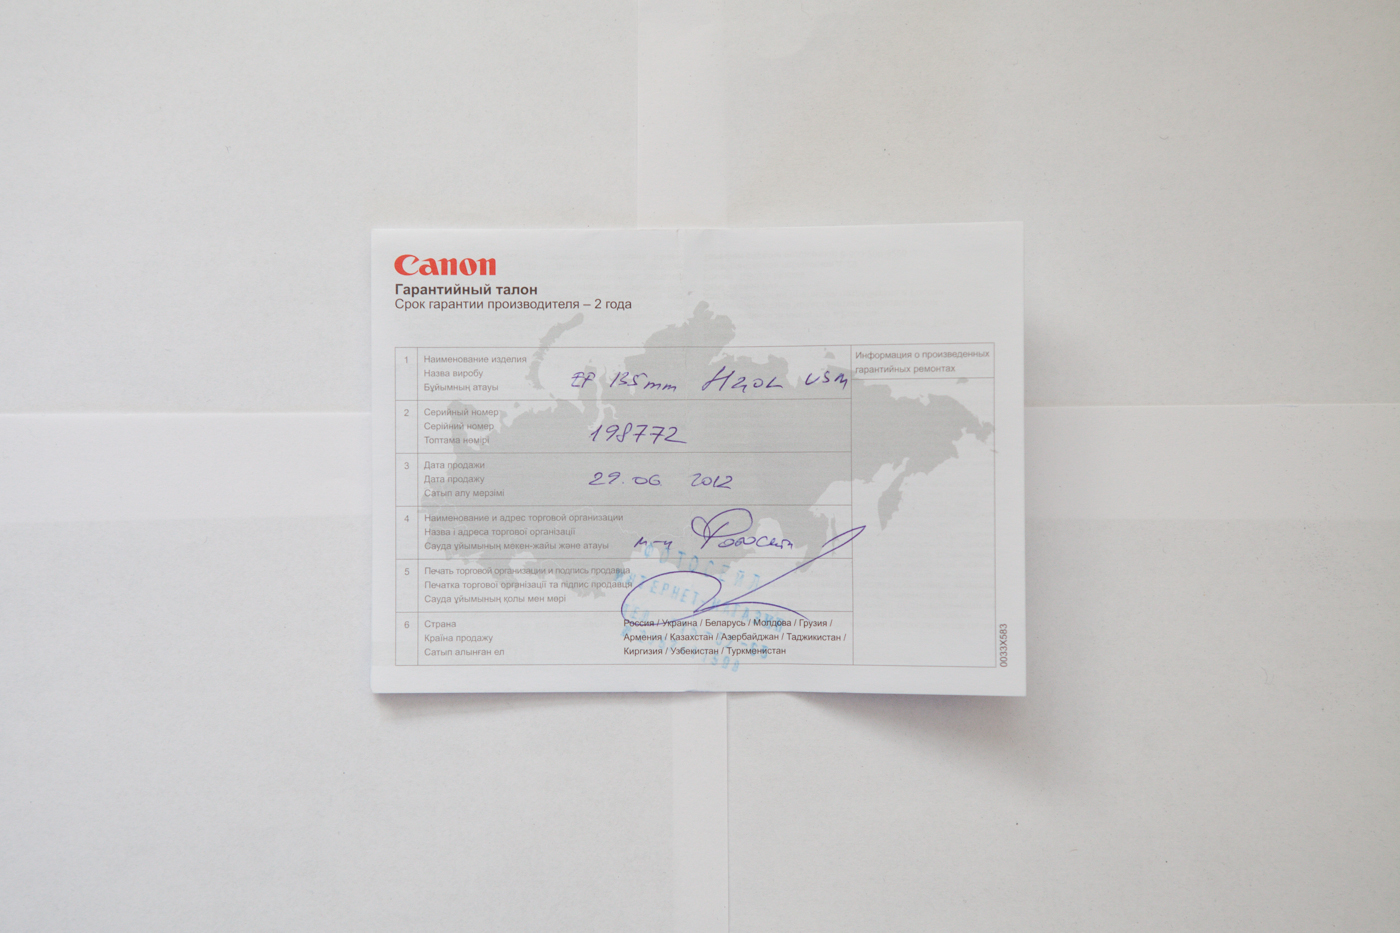 Canon
Гарантийный талон
Срок гарантии производителя – 2 года
1
Наименование изделия
Назва виробу
Бұйымның атауы
EF 135mm f/2.0L USM
Информация о произведенных
гарантийных ремонтах
2
Серийный номер
Серійний номер
Топтама нөмірі
198772
3
Дата продажи
Дата продажу
Сатып алу мерзімі
29.06. 2012
4
Наименование и адрес торговой организации
Назва і адреса торгової організації
Сауда ұйымының мекен-жайы және атауы
и-м Фотосейл
5
Печать торговой организации и подпись продавца
Печатка торгової організації та підпис продавця
Сауда ұйымының қолы мен мөрі
ФОТОСЕЙЛ
ИНТЕРНЕТ-МАГАЗИН
6
Страна
Країна продажу
Сатып алынған ел
Россия / Украина / Беларусь / Молдова / Грузия /
Армения / Казахстан / Азербайджан / Таджикистан /
Киргизия / Узбекистан / Туркменистан
0033X583